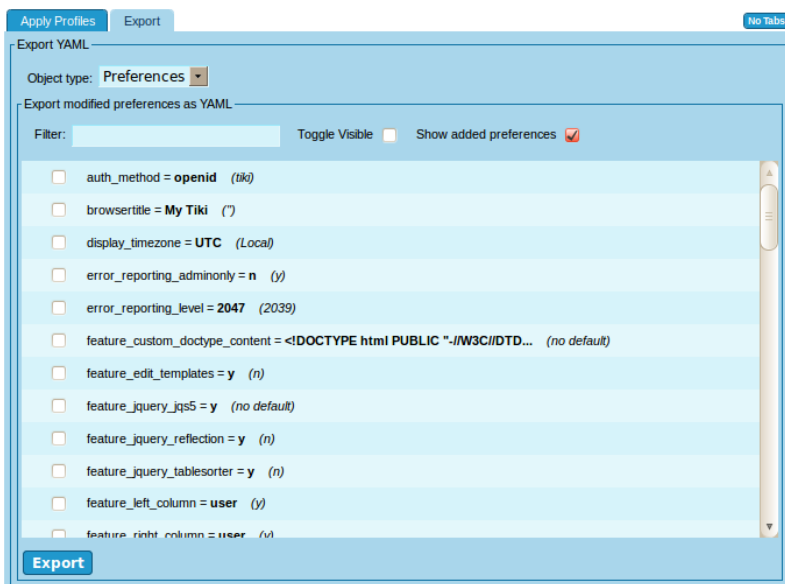 Apply Profiles Export No Tabs
Export YAML
Object type: Preferences
Export modified preferences as YAML
Filter: Toggle Visible Show added preferences
auth_method = openid (tiki)
browsertitle = My Tiki ('')
display_timezone = UTC (Local)
error_reporting_adminonly = n (y)
error_reporting_level = 2047 (2039)
feature_custom_doctype_content = <!DOCTYPE html PUBLIC "-//W3C//DTD... (no default)
feature_edit_templates = y (n)
feature_jquery_jqs5 = y (no default)
feature_jquery_reflection = y (n)
feature_jquery_tablesorter = y (n)
feature_left_column = user (y)
feature_right_column = user (y)
Export